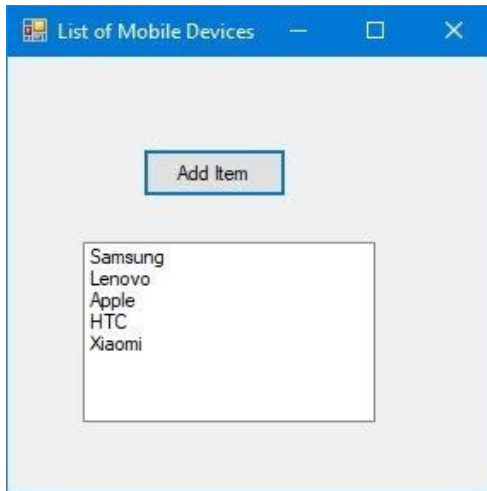 List of Mobile Devices
Add Item
Samsung
Lenovo
Apple
HTC
Xiaomi